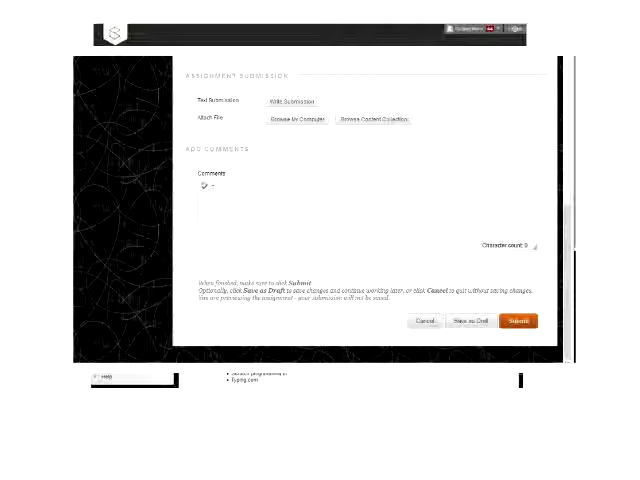 ASSIGNMENT SUBMISSION
Text Submission
Write Submission
Attach File
Browse My Computer
Browse Content Collection
ADD COMMENTS
Comments
Character count: 0
When finished, make sure to click Submit
Optionally, click Save as Draft to save changes and continue working later, or click Cancel to quit without saving changes.
You are previewing the assignment - your submission will not be saved.
Cancel
Save as Draft
Submit
Help
Typing.com